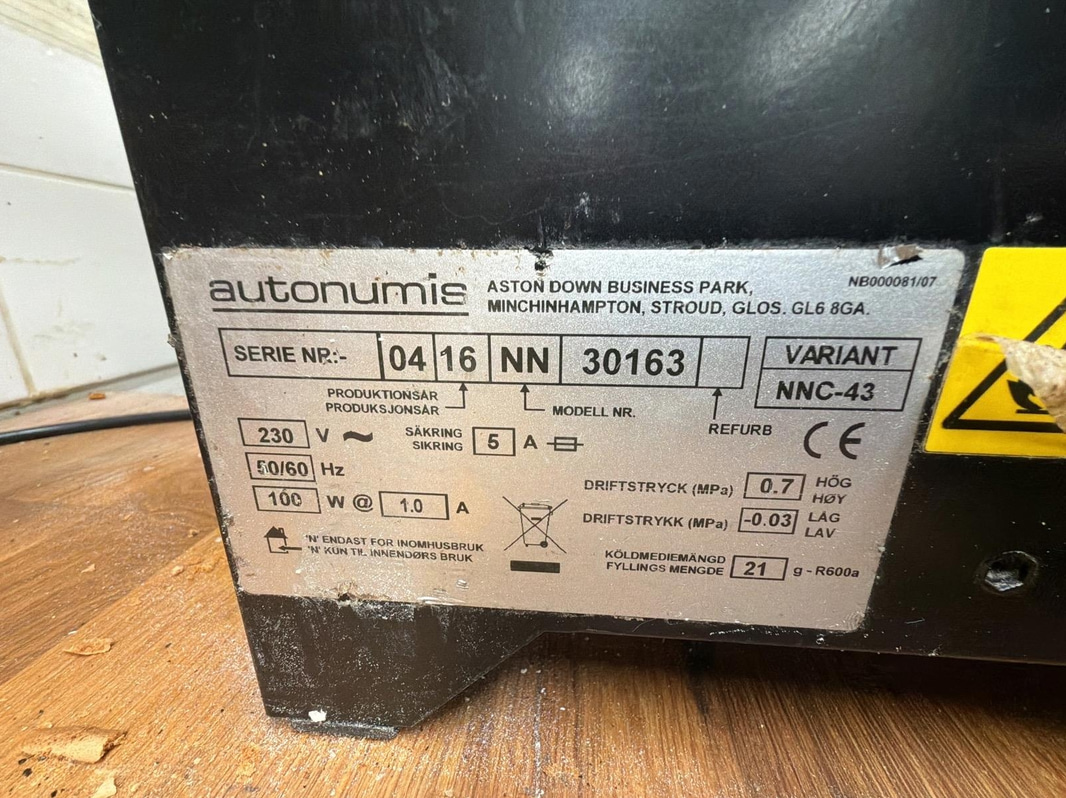 autonumis
ASTON DOWN BUSINESS PARK,
MINCHINHAMPTON, STROUD, GLOS. GL6 8GA.
NB000081/07
SERIE NR:- 04 16 NN 30163
VARIANT
NNC-43
PRODUKTIONSÅR
PRODUKSJONSÅR
MODELL NR.
REFURB
230 V
SÄKRING
SIKRING
5 A
CE
50/60 Hz
100 W @ 1.0 A
DRIFTSTRYCK (MPa) 0.7 HÖG
HØY
DRIFTSTRYKK (MPa) -0.03 LÅG
LAV
'N' ENDAST FÖR INOMHUSBRUK
'N' KUN TIL INNENDØRS BRUK
KÖLDMEDIEMÄNGD
FYLLINGS MENGDE
21 g - R600a